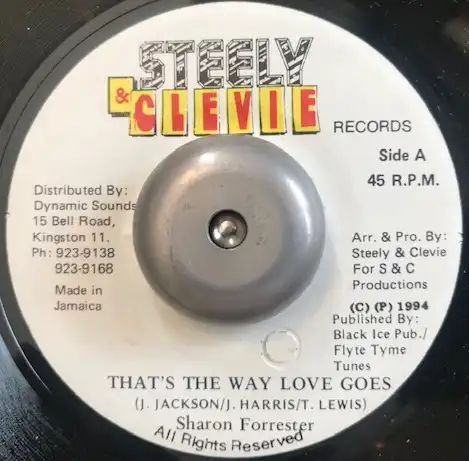 STEELY
& CLEVIE
RECORDS
Side A
45 R.P.M.
Distributed By:
Dynamic Sounds
15 Bell Road,
Kingston 11.
Ph: 923-9138
923-9168
Made in
Jamaica
Arr. & Pro. By:
Steely & Clevie
For S & C
Productions
(C) (P) 1994
Published By:
Black Ice Pub./
Flyte Tyme
Tunes
THAT'S THE WAY LOVE GOES
(J. JACKSON/J. HARRIS/T. LEWIS)
Sharon Forrester
All Rights Reserved